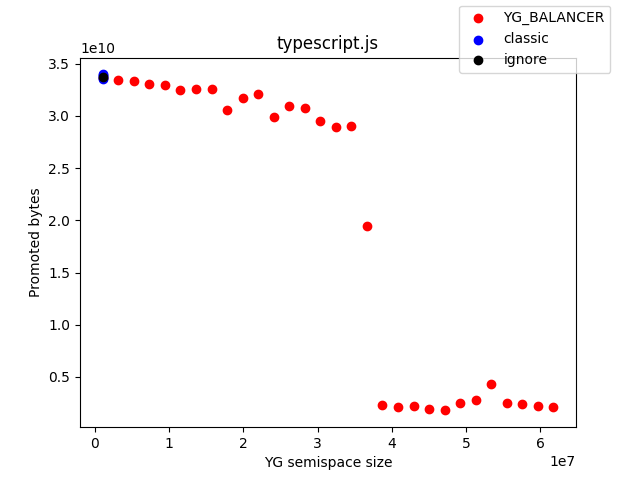 YG_BALANCER
classic
ignore
typescript.js
1e10
3.5
3.0
2.5
2.0
1.5
1.0
0.5
Promoted bytes
0 1 2 3 4 5 6
1e7
YG semispace size